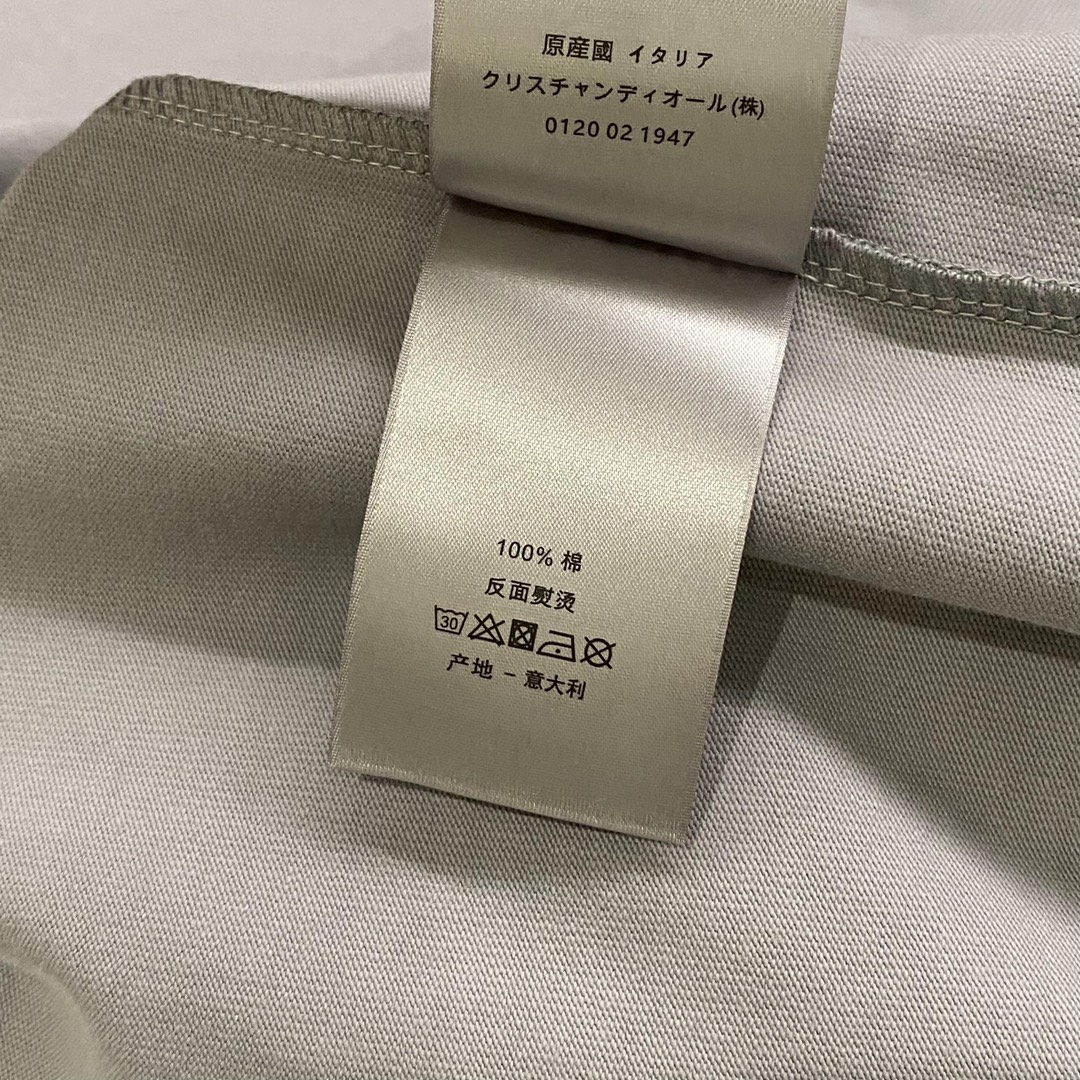 原産國 イタリア
クリスチャンディオール(株)
0120 02 1947
100% 棉
反面熨烫
30
产地 – 意大利